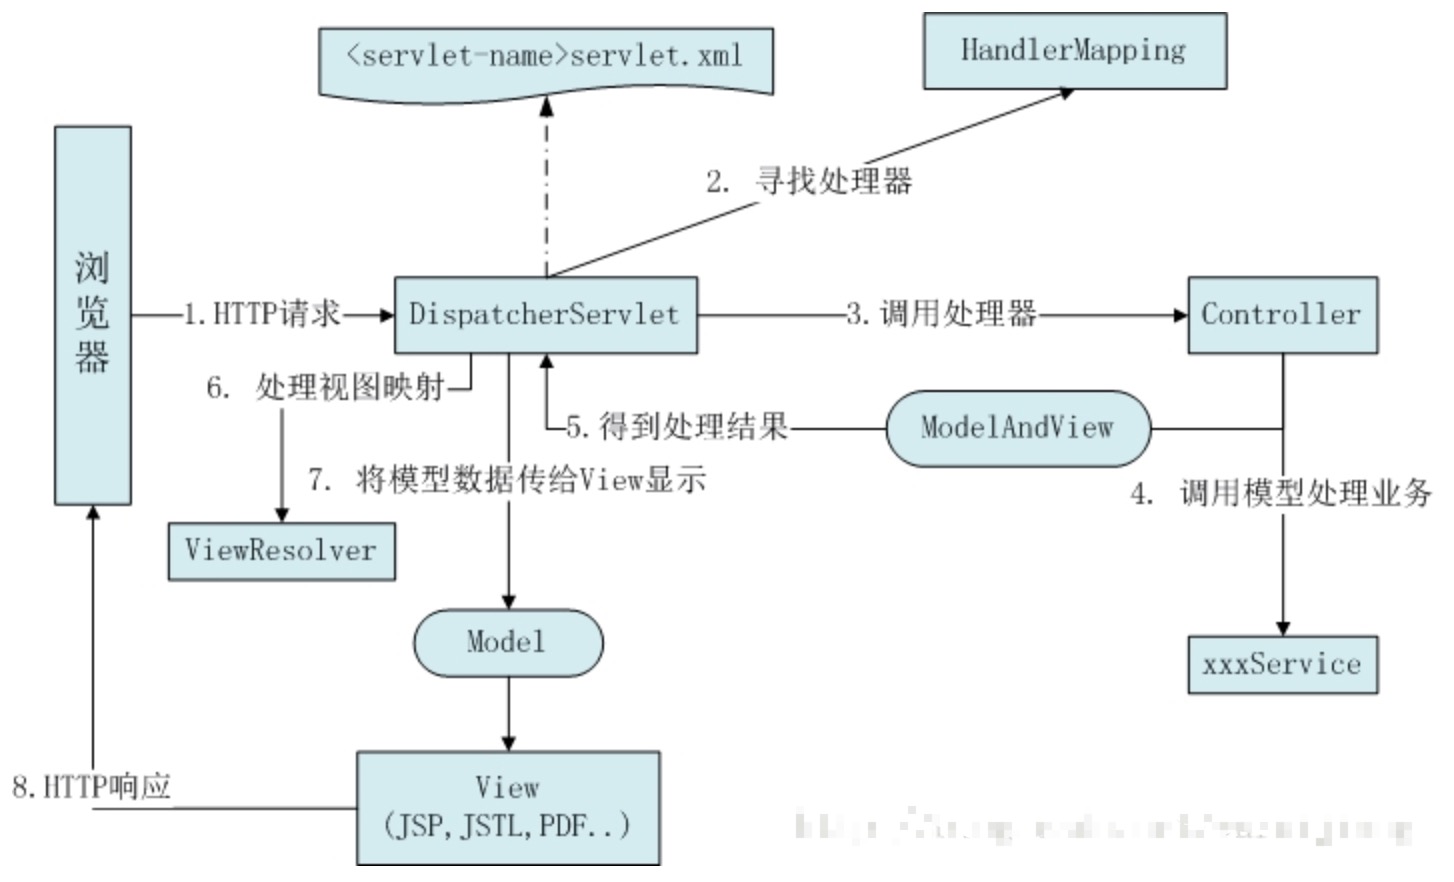 <servlet-name>servlet.xml
HandlerMapping
2. 寻找处理器
浏览器
1.HTTP请求
DispatcherServlet
3.调用处理器
Controller
6. 处理视图映射
5.得到处理结果
ModelAndView
7. 将模型数据传给View显示
4. 调用模型处理业务
ViewResolver
Model
xxxService
8.HTTP响应
View
(JSP,JSTL,PDF..)